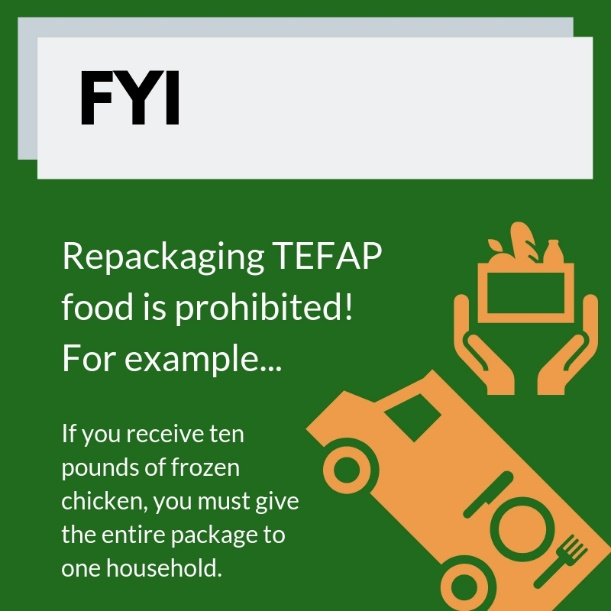 FYI
Repackaging TEFAP
food is prohibited!
For example...
If you receive ten
pounds of frozen
chicken, you must give
the entire package to
one household.